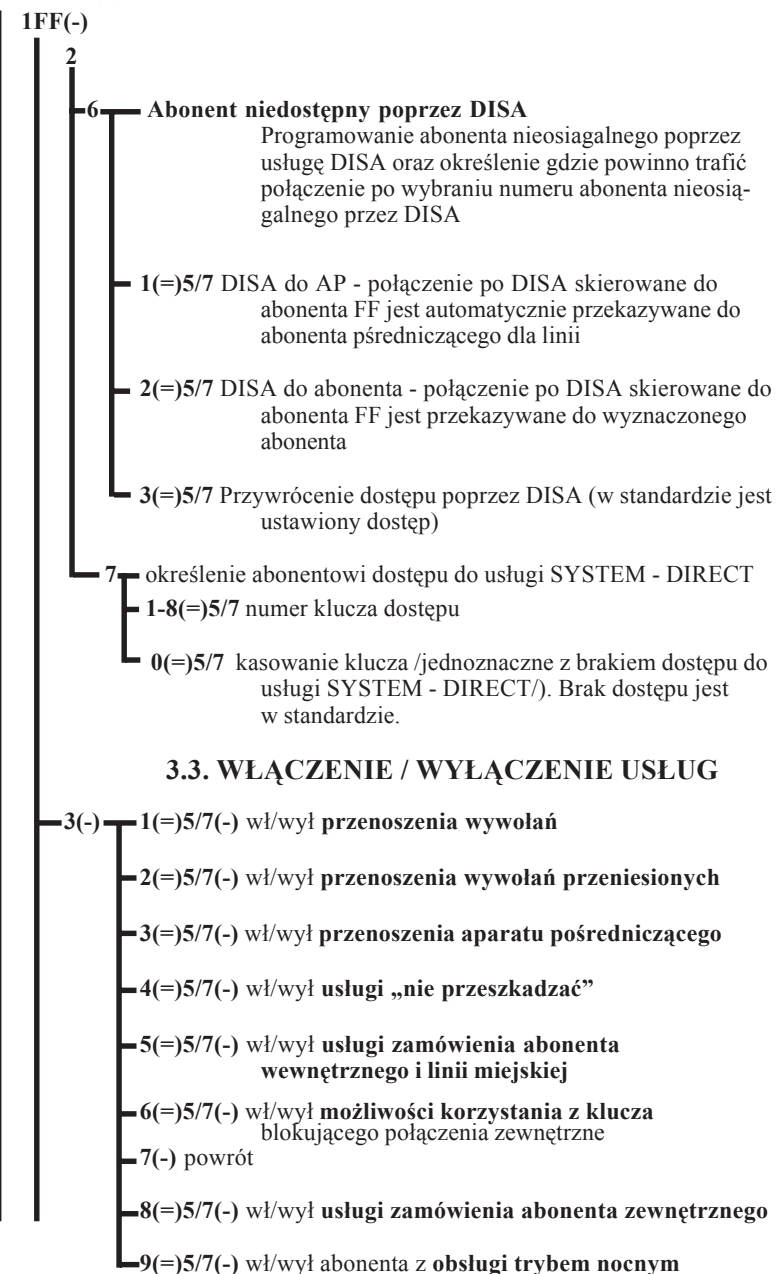 1FF(-)
2
6 Abonent niedostępny poprzez DISA
Programowanie abonenta nieosiagalnego poprzez
usługę DISA oraz określenie gdzie powinno trafić
połączenie po wybraniu numeru abonenta nieosią-
galnego przez DISA
1(=)5/7 DISA do AP - połączenie po DISA skierowane do
abonenta FF jest automatycznie przekazywane do
abonenta pśredniczącego dla linii
2(=)5/7 DISA do abonenta - połączenie po DISA skierowane do
abonenta FF jest przekazywane do wyznaczonego
abonenta
3(=)5/7 Przywrócenie dostępu poprzez DISA (w standardzie jest
ustawiony dostęp)
7 określenie abonentowi dostępu do usługi SYSTEM - DIRECT
1-8(=)5/7 numer klucza dostępu
0(=)5/7 kasowanie klucza /jednoznaczne z brakiem dostępu do
usługi SYSTEM - DIRECT/). Brak dostępu jest
w standardzie.
3.3. WŁĄCZENIE / WYŁĄCZENIE USŁUG
3(-) 1(=)5/7(-) wł/wył przenoszenia wywołań
2(=)5/7(-) wł/wył przenoszenia wywołań przeniesionych
3(=)5/7(-) wł/wył przenoszenia aparatu pośredniczącego
4(=)5/7(-) wł/wył usługi „nie przeszkadzać”
5(=)5/7(-) wł/wył usługi zamówienia abonenta
wewnętrznego i linii miejskiej
6(=)5/7(-) wł/wył możliwości korzystania z klucza
blokującego połączenia zewnętrzne
7(-) powrót
8(=)5/7(-) wł/wył usługi zamówienia abonenta zewnętrznego
9(=)5/7(-) wł/wył abonenta z obsługi trybem nocnym